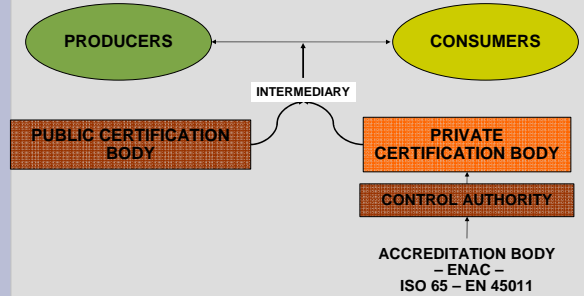 PRODUCERS
CONSUMERS
INTERMEDIARY
PUBLIC CERTIFICATION
BODY
PRIVATE
CERTIFICATION BODY
CONTROL AUTHORITY
ACCREDITATION BODY
– ENAC –
ISO 65 – EN 45011